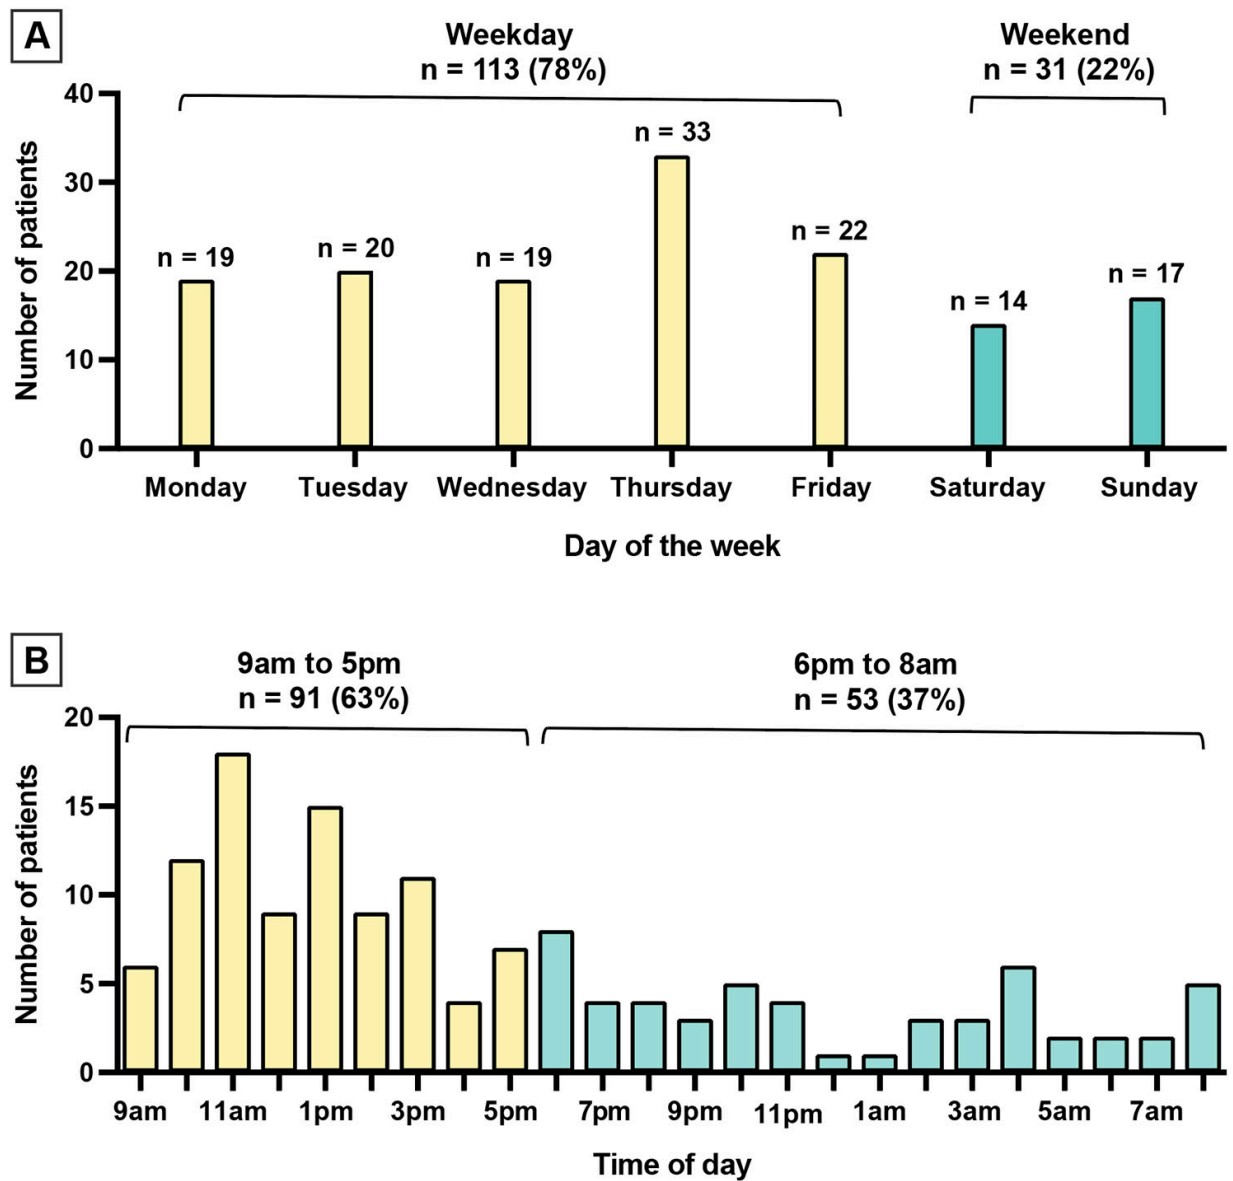 A
Weekday
n = 113 (78%)
Weekend
n = 31 (22%)
Number of patients
40
30
20
10
0
n = 19
n = 20
n = 19
n = 33
n = 22
n = 14
n = 17
Monday Tuesday Wednesday Thursday Friday Saturday Sunday
Day of the week
B
9am to 5pm
n = 91 (63%)
6pm to 8am
n = 53 (37%)
Number of patients
20
15
10
5
0
9am 11am 1pm 3pm 5pm 7pm 9pm 11pm 1am 3am 5am 7am
Time of day